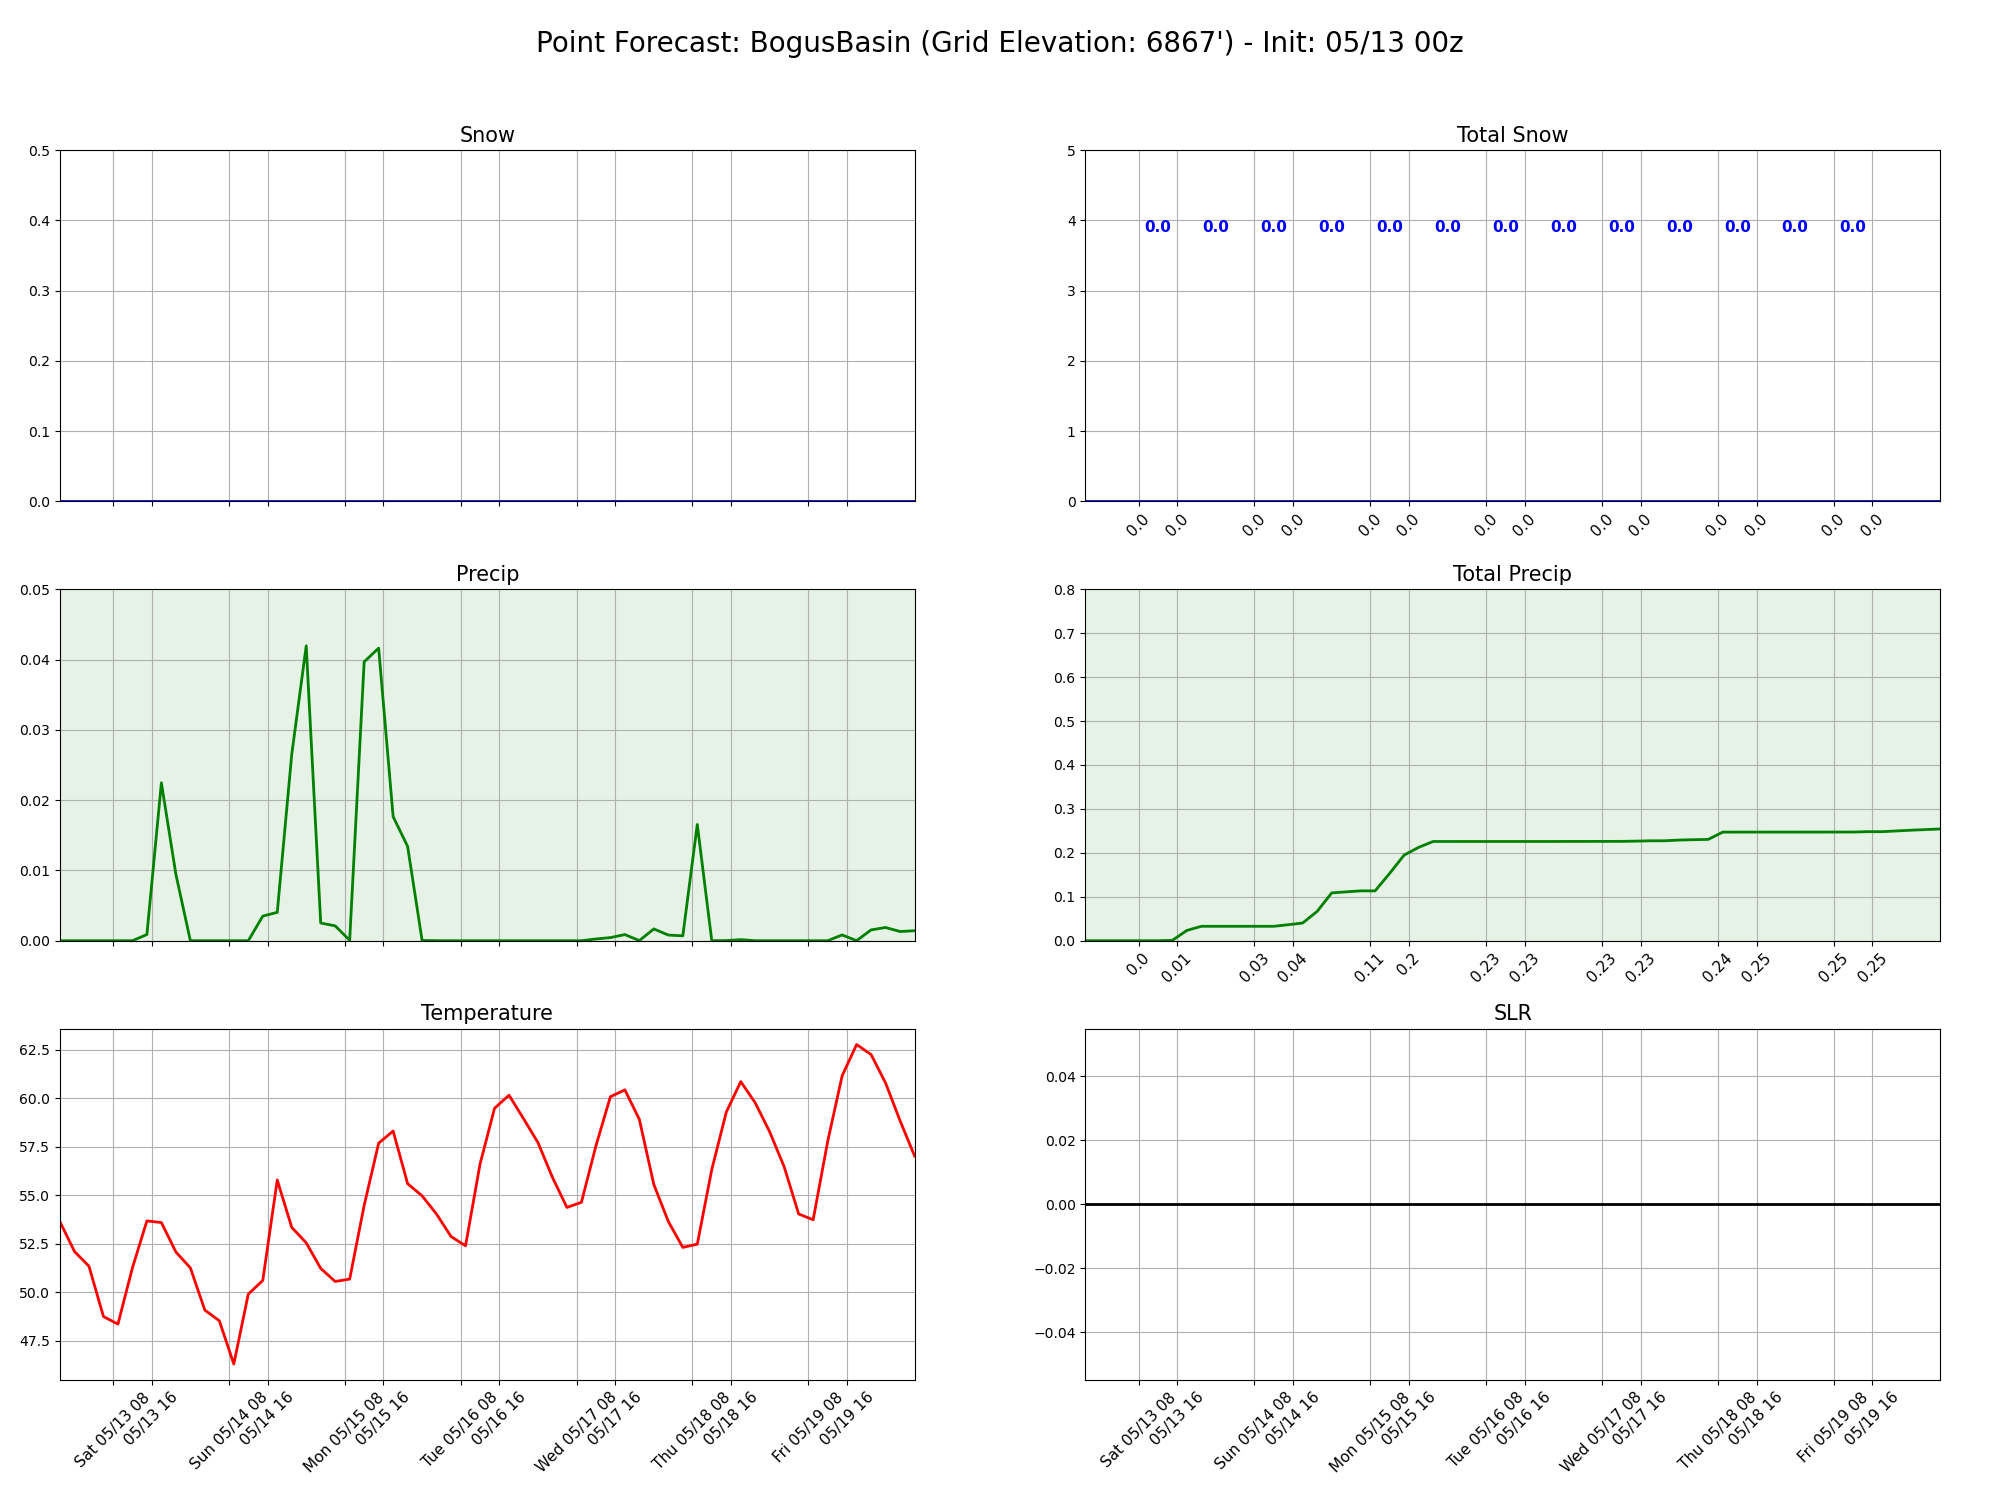 Point Forecast: BogusBasin (Grid Elevation: 6867') - Init: 05/13 00z
Snow
0.5
0.4
0.3
0.2
0.1
0.0
Total Snow
5
4
3
2
1
0
0.0 0.0 0.0 0.0 0.0 0.0 0.0 0.0 0.0 0.0 0.0 0.0 0.0
0.0 0.0 0.0 0.0 0.0 0.0 0.0 0.0 0.0 0.0 0.0 0.0 0.0 0.0
Precip
0.05
0.04
0.03
0.02
0.01
0.00
Total Precip
0.8
0.7
0.6
0.5
0.4
0.3
0.2
0.1
0.0
0.0 0.01 0.03 0.04 0.11 0.2 0.23 0.23 0.23 0.23 0.24 0.25 0.25 0.25
Temperature
62.5
60.0
57.5
55.0
52.5
50.0
47.5
Sat 05/13 08
05/13 16
Sun 05/14 08
05/14 16
Mon 05/15 08
05/15 16
Tue 05/16 08
05/16 16
Wed 05/17 08
05/17 16
Thu 05/18 08
05/18 16
Fri 05/19 08
05/19 16
SLR
0.04
0.02
0.00
−0.02
−0.04
Sat 05/13 08
05/13 16
Sun 05/14 08
05/14 16
Mon 05/15 08
05/15 16
Tue 05/16 08
05/16 16
Wed 05/17 08
05/17 16
Thu 05/18 08
05/18 16
Fri 05/19 08
05/19 16